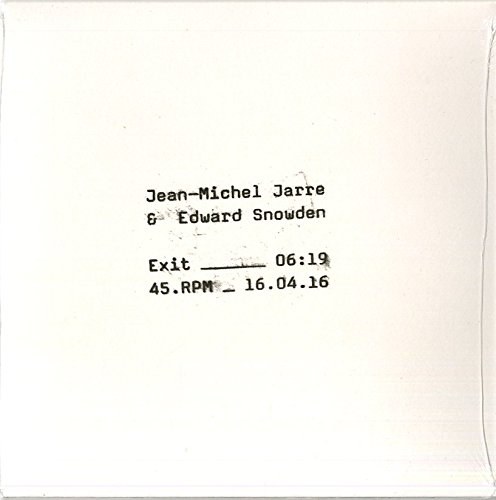 Jean-Michel Jarre
& Edward Snowden
Exit ______ 06:19
45.RPM _ 16.04.16